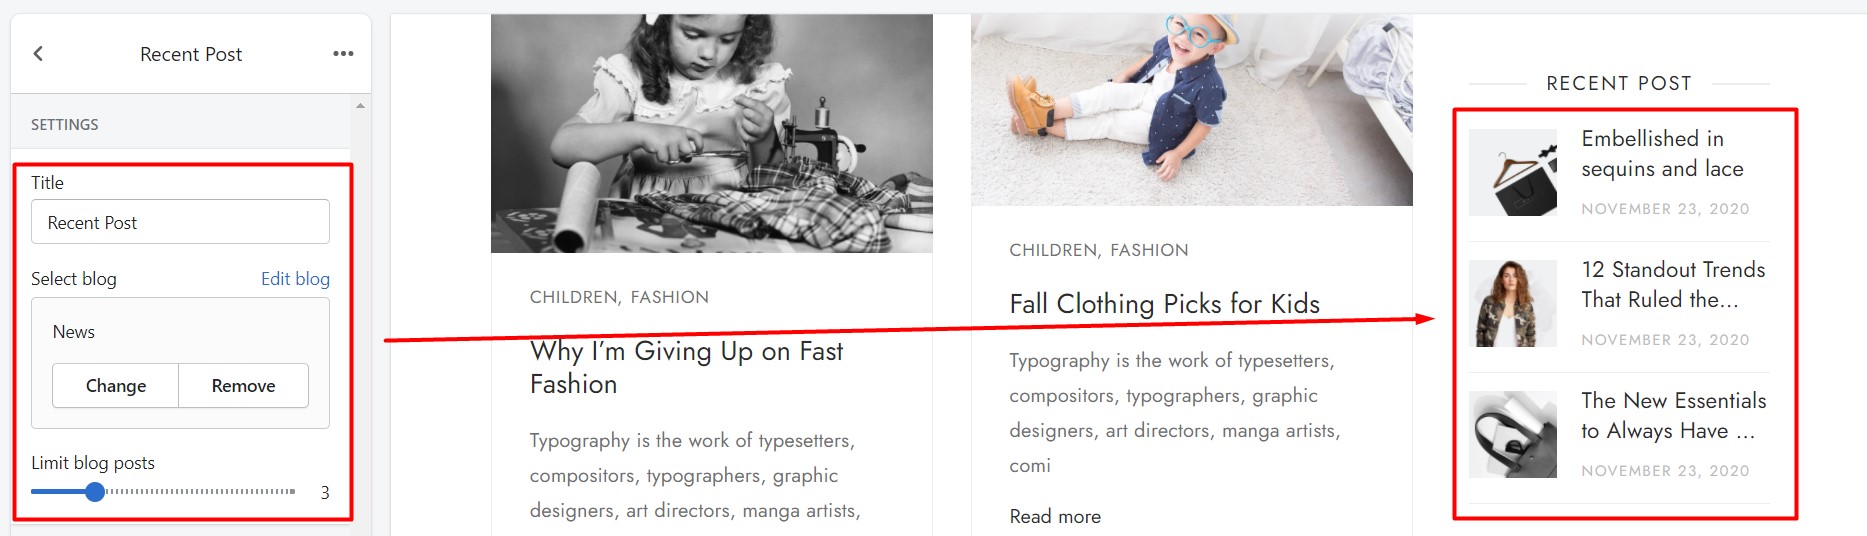 Recent Post
SETTINGS
Title
Recent Post
Select blog
Edit blog
News
Change
Remove
Limit blog posts
3
CHILDREN, FASHION
Why I’m Giving Up on Fast
Fashion
Typography is the work of typesetters,
compositors, typographers, graphic
designers, art directors, manga artists,
CHILDREN, FASHION
Fall Clothing Picks for Kids
Typography is the work of typesetters,
compositors, typographers, graphic
designers, art directors, manga artists,
comi
Read more
RECENT POST
Embellished in
sequins and lace
NOVEMBER 23, 2020
12 Standout Trends
That Ruled the...
NOVEMBER 23, 2020
The New Essentials
to Always Have ...
NOVEMBER 23, 2020